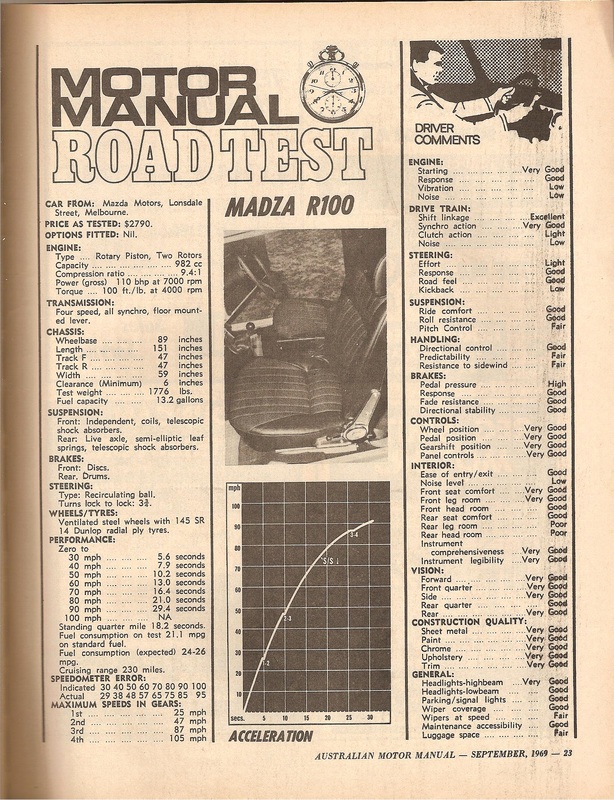 MOTOR
MANUAL
ROAD TEST
CAR FROM: Mazda Motors, Lonsdale
Street, Melbourne.
PRICE AS TESTED: $2790.
OPTIONS FITTED: Nil.
ENGINE:
Type .... Rotary Piston, Two Rotors
Capacity .... 982 cc
Compression ratio .... 9.4:1
Power (gross) 110 bhp at 7000 rpm
Torque .... 100 ft./lb. at 4000 rpm
TRANSMISSION:
Four speed, all synchro, floor mount-
ed lever.
CHASSIS:
Wheelbase .... 89 inches
Length .... 151 inches
Track F .... 47 inches
Track R .... 47 inches
Width .... 59 inches
Clearance (Minimum) 6 inches
Test weight .... 1776 lbs.
Fuel capacity .... 13.2 gallons
SUSPENSION:
Front: Independent, coils, telescopic
shock absorbers.
Rear: Live axle, semi-elliptic leaf
springs, telescopic shock absorbers.
BRAKES:
Front: Discs.
Rear. Drums.
STEERING:
Type: Recirculating ball.
Turns lock to lock: 3¾.
WHEELS/TYRES:
Ventilated steel wheels with 145 SR
14 Dunlop radial ply tyres.
PERFORMANCE:
Zero to
30 mph .... 5.6 seconds
40 mph .... 7.9 seconds
50 mph .... 10.2 seconds
60 mph .... 13.0 seconds
70 mph .... 16.4 seconds
80 mph .... 21.0 seconds
90 mph .... 29.4 seconds
100 mph .... NA
Standing quarter mile 18.2 seconds.
Fuel consumption on test 21.1 mpg
on standard fuel.
Fuel consumption (expected) 24-26
mpg.
Cruising range 230 miles.
SPEEDOMETER ERROR:
Indicated 30 40 50 60 70 80 90 100
Actual 29 38 48 57 65 75 85 95
MAXIMUM SPEEDS IN GEARS:
1st .... 25 mph
2nd .... 47 mph
3rd .... 87 mph
4th .... 105 mph
MADZA R100
mph
100
90
80
70
60
50
40
30
20
10
1-2
2-3
S/S ¼
3-4
secs. 5 10 15 20 25 30
ACCELERATION
DRIVER
COMMENTS
ENGINE:
Starting .... Very Good
Response .... Good
Vibration .... Low
Noise .... Low
DRIVE TRAIN:
Shift linkage .... Excellent
Synchro action .... Very Good
Clutch action .... Light
Noise .... Low
STEERING:
Effort .... Light
Response .... Good
Road feel .... Good
Kickback .... Low
SUSPENSION:
Ride comfort .... Good
Roll resistance .... Good
Pitch Control .... Fair
HANDLING:
Directional control .... Good
Predictability .... Fair
Resistance to sidewind .... Fair
BRAKES:
Pedal pressure .... High
Response .... Good
Fade resistance .... Good
Directional stability .... Good
CONTROLS:
Wheel position .... Very Good
Pedal position .... Very Good
Gearshift position .... Very Good
Panel controls .... Very Good
INTERIOR:
Ease of entry/exit .... Good
Noise level .... Low
Front seat comfort .... Very Good
Front leg room .... Very Good
Front head room .... Good
Rear seat comfort .... Good
Rear leg room .... Poor
Rear head room .... Poor
Instrument
comprehensiveness .... Very Good
Instrument legibility .... Very Good
VISION:
Forward .... Very Good
Front quarter .... Very Good
Side .... Very Good
Rear quarter .... Good
Rear .... Very Good
CONSTRUCTION QUALITY:
Sheet metal .... Very Good
Paint .... Very Good
Chrome .... Very Good
Upholstery .... Very Good
Trim .... Very Good
GENERAL:
Headlights-highbeam .... Very Good
Headlights-lowbeam .... Good
Parking/signal lights .... Good
Wiper coverage .... Good
Wipers at speed .... Fair
Maintenance accessibility .... Good
Luggage space .... Fair
AUSTRALIAN MOTOR MANUAL — SEPTEMBER, 1969 — 23